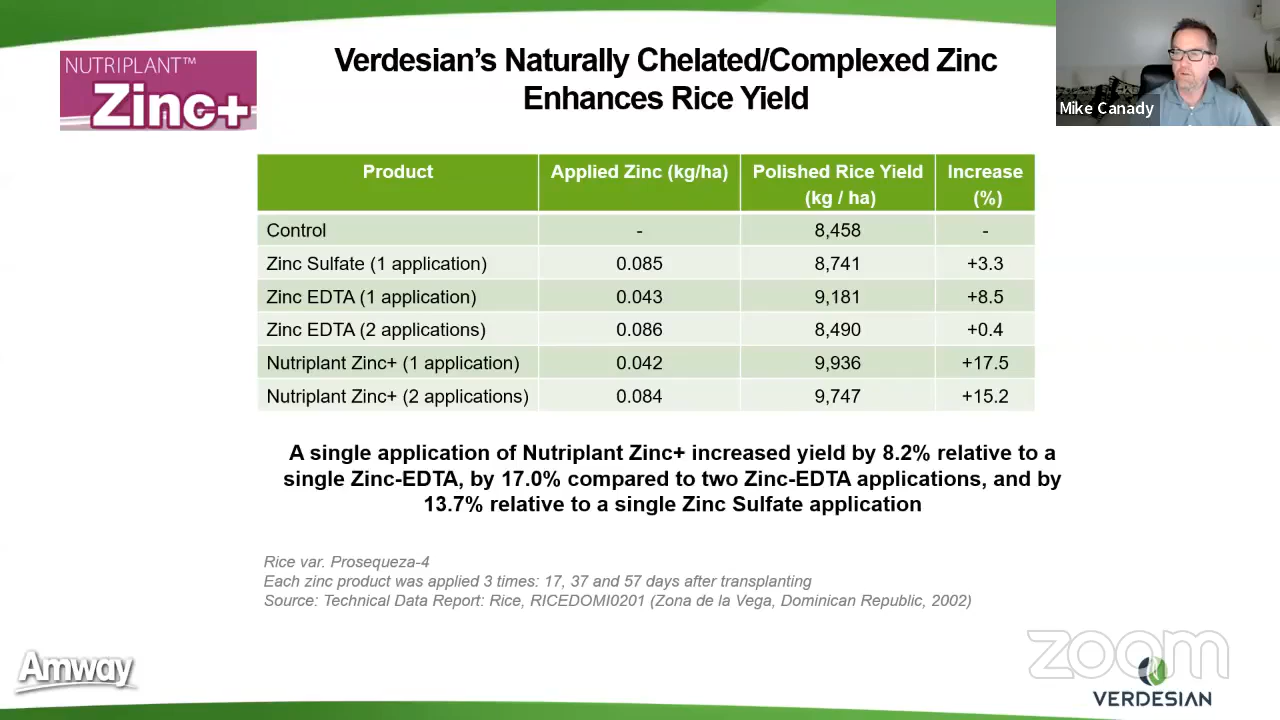 NUTRIPLANT™
Zinc+
Verdesian's Naturally Chelated/Complexed Zinc
Enhances Rice Yield
Mike Canady
Product Applied Zinc (kg/ha) Polished Rice Yield (kg / ha) Increase (%)
Control - 8,458 -
Zinc Sulfate (1 application) 0.085 8,741 +3.3
Zinc EDTA (1 application) 0.043 9,181 +8.5
Zinc EDTA (2 applications) 0.086 8,490 +0.4
Nutriplant Zinc+ (1 application) 0.042 9,936 +17.5
Nutriplant Zinc+ (2 applications) 0.084 9,747 +15.2
A single application of Nutriplant Zinc+ increased yield by 8.2% relative to a
single Zinc-EDTA, by 17.0% compared to two Zinc-EDTA applications, and by
13.7% relative to a single Zinc Sulfate application
Rice var. Prosequeza-4
Each zinc product was applied 3 times: 17, 37 and 57 days after transplanting
Source: Technical Data Report: Rice, RICEDOMI0201 (Zona de la Vega, Dominican Republic, 2002)
Amway
zoom
VERDESIAN